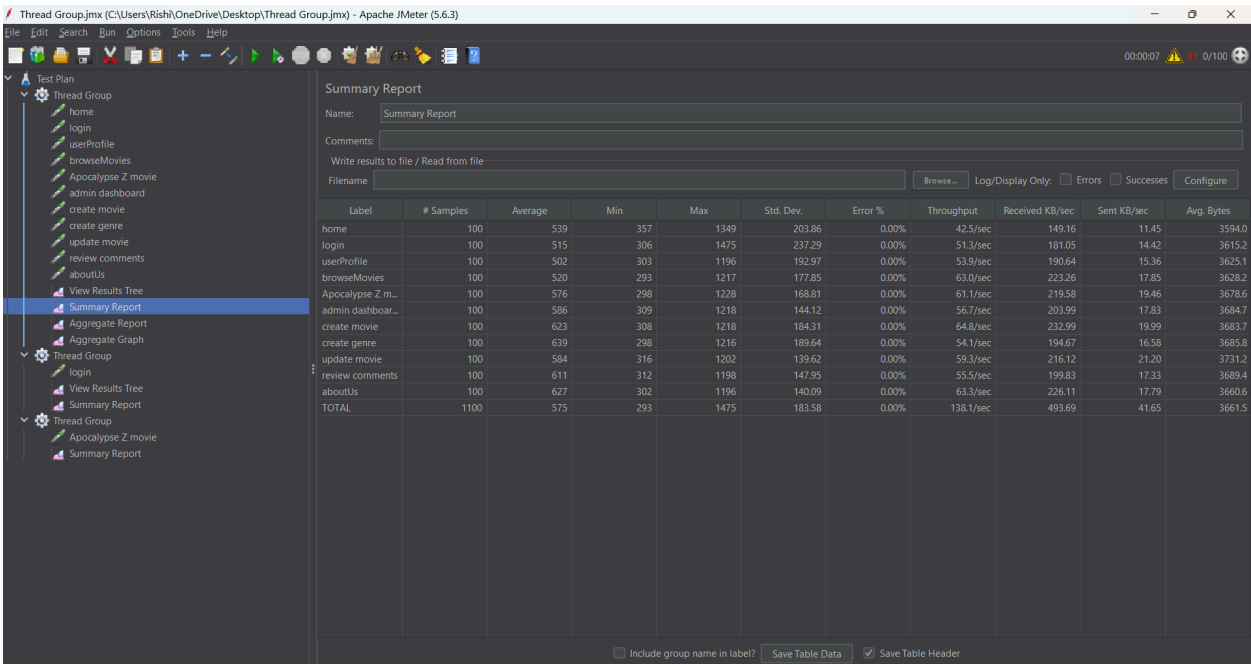 Thread Group.jmx (C:\Users\Rishi\OneDrive\Desktop\Thread Group.jmx) - Apache JMeter (5.6.3)
File Edit Search Run Options Tools Help
00:00:07 61 0/100
Test Plan
Thread Group
home
login
userProfile
browseMovies
Apocalypse Z movie
admin dashboard
create movie
create genre
update movie
review comments
aboutUs
View Results Tree
Summary Report
Aggregate Report
Aggregate Graph
Thread Group
login
View Results Tree
Summary Report
Thread Group
Apocalypse Z movie
Summary Report
Summary Report
Name: Summary Report
Comments:
Write results to file / Read from file
Filename Browse... Log/Display Only: Errors Successes Configure
Label # Samples Average Min Max Std. Dev. Error % Throughput Received KB/sec Sent KB/sec Avg. Bytes
home 100 539 357 1349 203.86 0.00% 42.5/sec 149.16 11.45 3594.0
login 100 515 306 1475 237.29 0.00% 51.3/sec 181.05 14.42 3615.2
userProfile 100 502 303 1196 192.97 0.00% 53.9/sec 190.64 15.36 3625.1
browseMovies 100 520 293 1217 177.85 0.00% 63.0/sec 223.26 17.85 3628.2
Apocalypse Z m... 100 576 298 1228 168.81 0.00% 61.1/sec 219.58 19.46 3678.6
admin dashboar... 100 586 309 1218 144.12 0.00% 56.7/sec 203.99 17.83 3684.7
create movie 100 623 308 1218 184.31 0.00% 64.8/sec 232.99 19.99 3683.7
create genre 100 639 298 1216 189.64 0.00% 54.1/sec 194.67 16.58 3685.8
update movie 100 584 316 1202 139.62 0.00% 59.3/sec 216.12 21.20 3731.2
review comments 100 611 312 1198 147.95 0.00% 55.5/sec 199.83 17.33 3689.4
aboutUs 100 627 302 1196 140.09 0.00% 63.3/sec 226.11 17.79 3660.6
TOTAL 1100 575 293 1475 183.58 0.00% 138.1/sec 493.69 41.65 3661.5
Include group name in label? Save Table Data Save Table Header